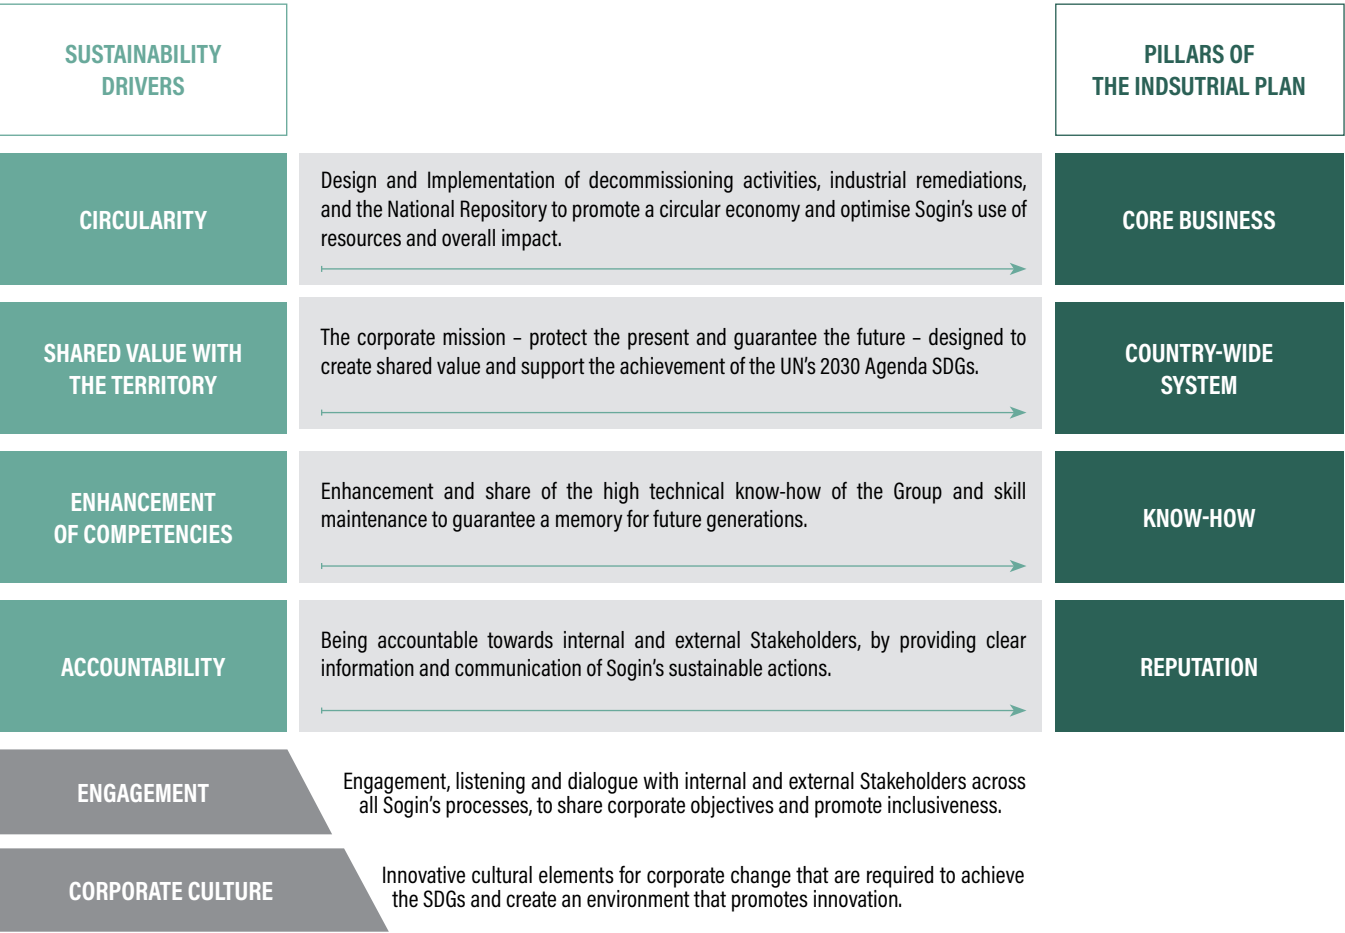 SUSTAINABILITY
DRIVERS
PILLARS OF
THE INDSUTRIAL PLAN
CIRCULARITY
Design and Implementation of decommissioning activities, industrial remediations,
and the National Repository to promote a circular economy and optimise Sogin’s use of
resources and overall impact.
CORE BUSINESS
SHARED VALUE WITH
THE TERRITORY
The corporate mission – protect the present and guarantee the future – designed to
create shared value and support the achievement of the UN’s 2030 Agenda SDGs.
COUNTRY-WIDE
SYSTEM
ENHANCEMENT
OF COMPETENCIES
Enhancement and share of the high technical know-how of the Group and skill
maintenance to guarantee a memory for future generations.
KNOW-HOW
ACCOUNTABILITY
Being accountable towards internal and external Stakeholders, by providing clear
information and communication of Sogin’s sustainable actions.
REPUTATION
ENGAGEMENT
Engagement, listening and dialogue with internal and external Stakeholders across
all Sogin’s processes, to share corporate objectives and promote inclusiveness.
CORPORATE CULTURE
Innovative cultural elements for corporate change that are required to achieve
the SDGs and create an environment that promotes innovation.